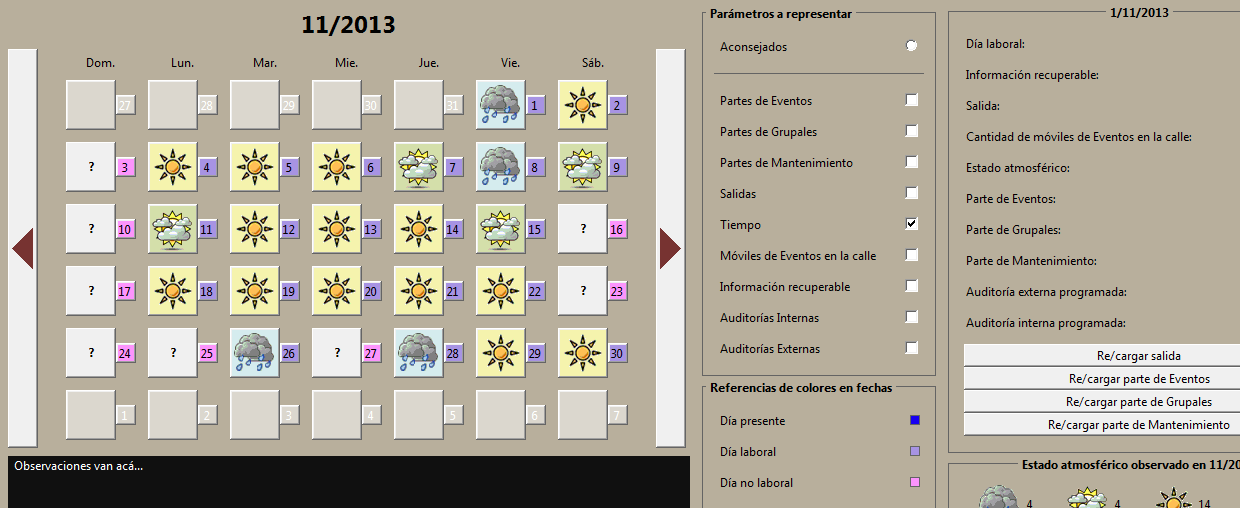 11/2013
Dom. Lun. Mar. Mie. Jue. Vie. Sáb.
27 28 29 30 31 1 2
? 3 4 5 6 7 8 9
? 10 11 12 13 14 15 ? 16
? 17 18 19 20 21 22 ? 23
? 24 ? 25 26 ? 27 28 29 30
1 2 3 4 5 6 7
Observaciones van acá...
Parámetros a representar
Aconsejados
Partes de Eventos
Partes de Grupales
Partes de Mantenimiento
Salidas
Tiempo
Móviles de Eventos en la calle
Información recuperable
Auditorías Internas
Auditorías Externas
Referencias de colores en fechas
Día presente
Día laboral
Día no laboral
1/11/2013
Día laboral:
Información recuperable:
Salida:
Cantidad de móviles de Eventos en la calle:
Estado atmosférico:
Parte de Eventos:
Parte de Grupales:
Parte de Mantenimiento:
Auditoría externa programada:
Auditoría interna programada:
Re/cargar salida
Re/cargar parte de Eventos
Re/cargar parte de Grupales
Re/cargar parte de Mantenimiento
Estado atmosférico observado en 11/20
4 4 14